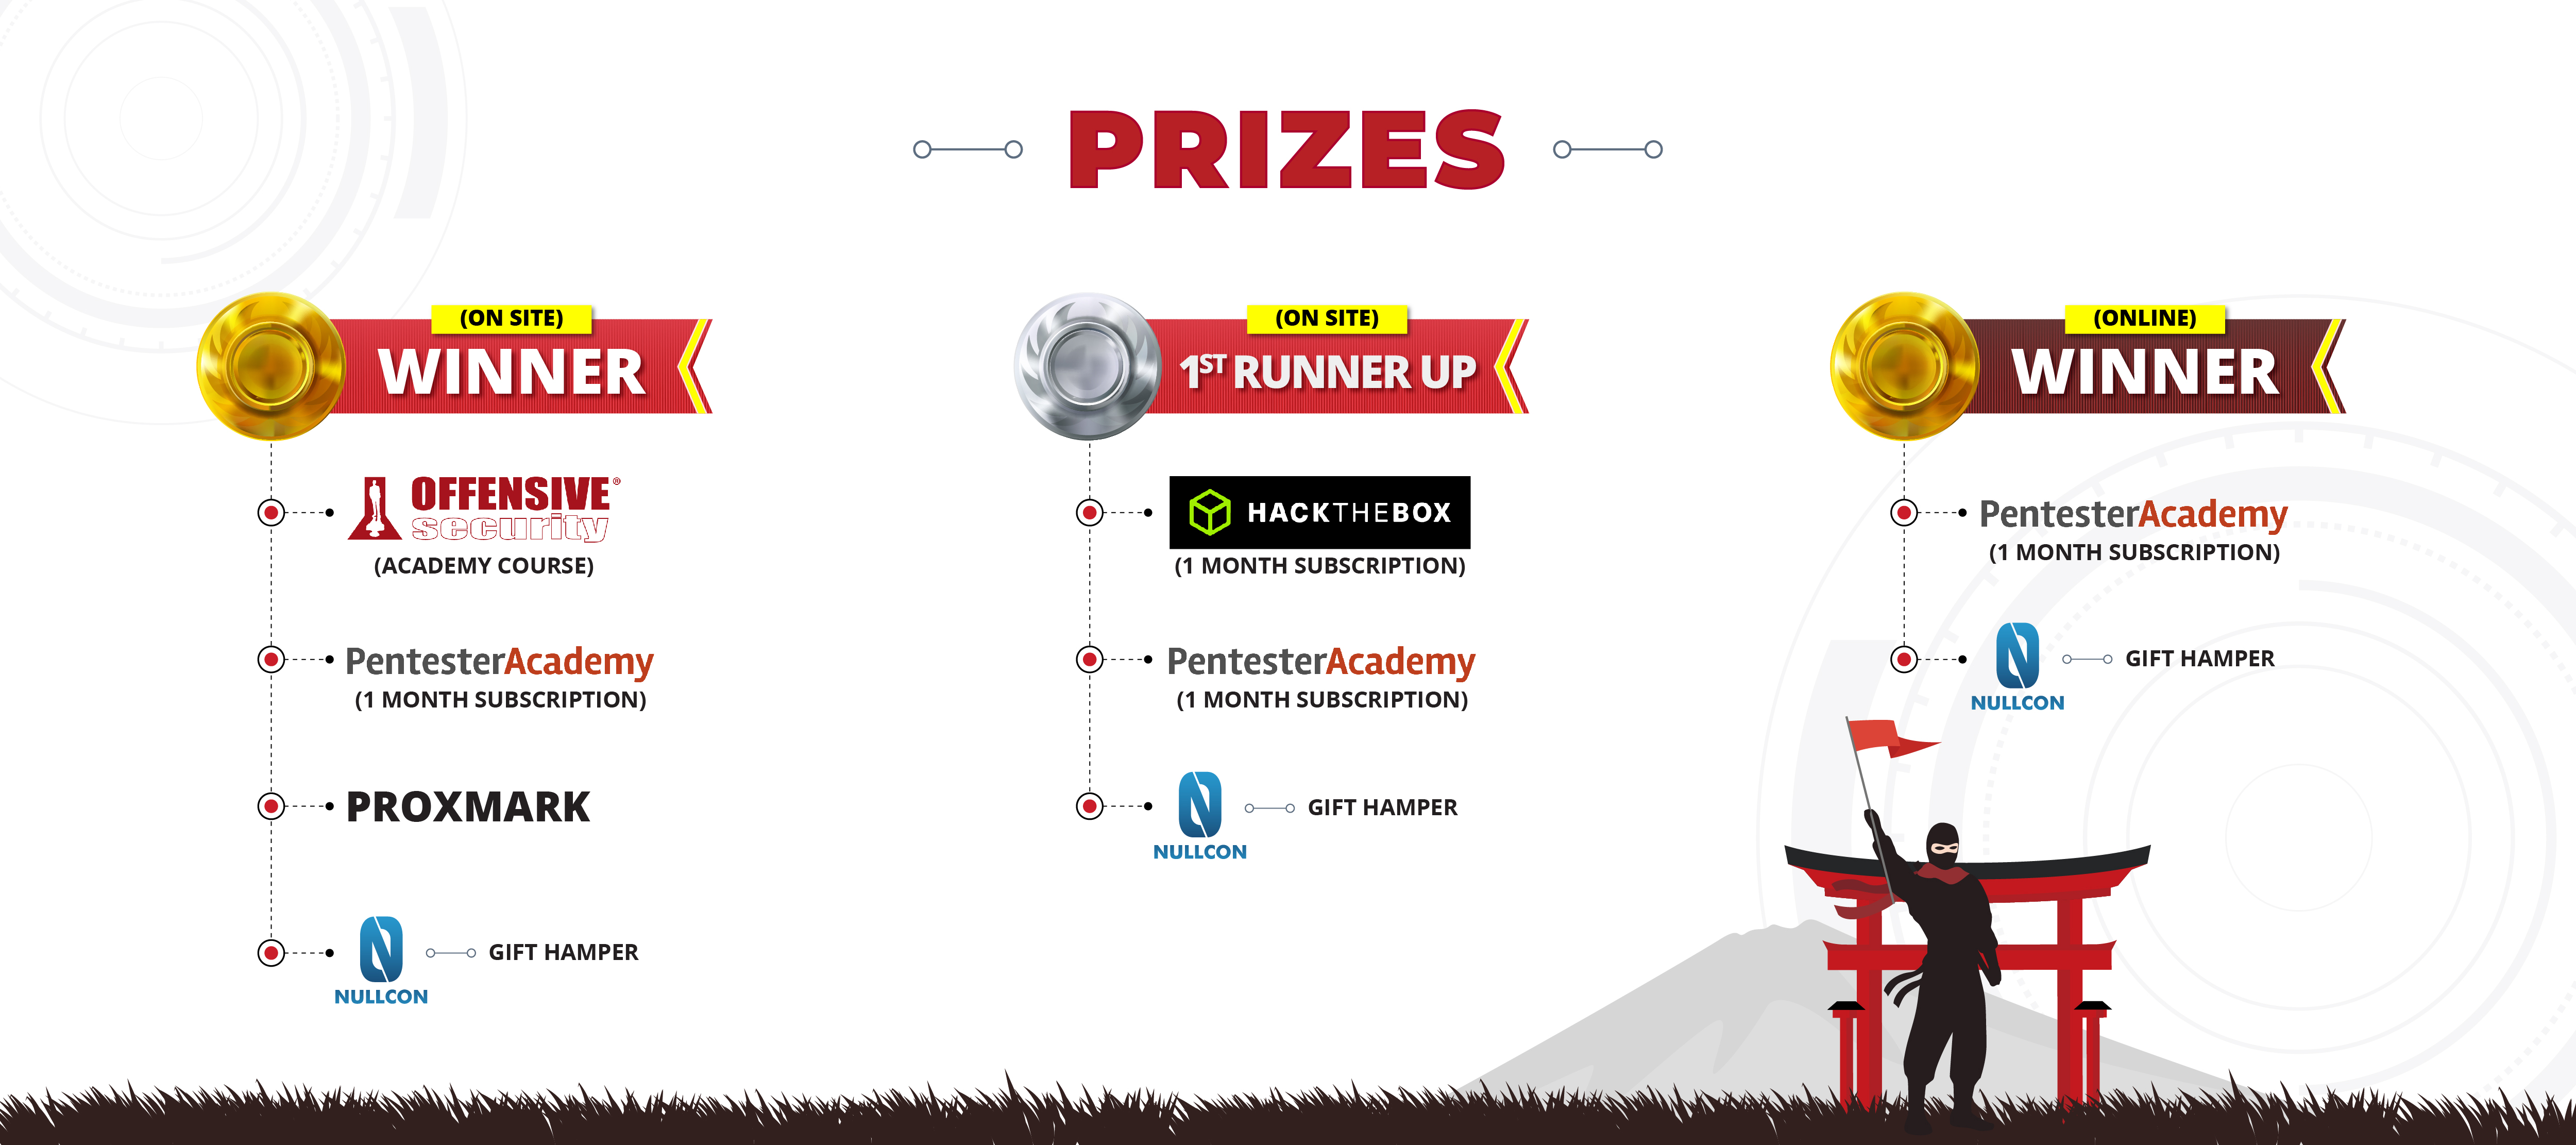 PRIZES
(ON SITE)
WINNER
OFFENSIVE®
security
(ACADEMY COURSE)
PentesterAcademy
(1 MONTH SUBSCRIPTION)
PROXMARK
GIFT HAMPER
NULLCON
(ON SITE)
1ST RUNNER UP
HACKTHEBOX
(1 MONTH SUBSCRIPTION)
PentesterAcademy
(1 MONTH SUBSCRIPTION)
GIFT HAMPER
NULLCON
(ONLINE)
WINNER
PentesterAcademy
(1 MONTH SUBSCRIPTION)
GIFT HAMPER
NULLCON